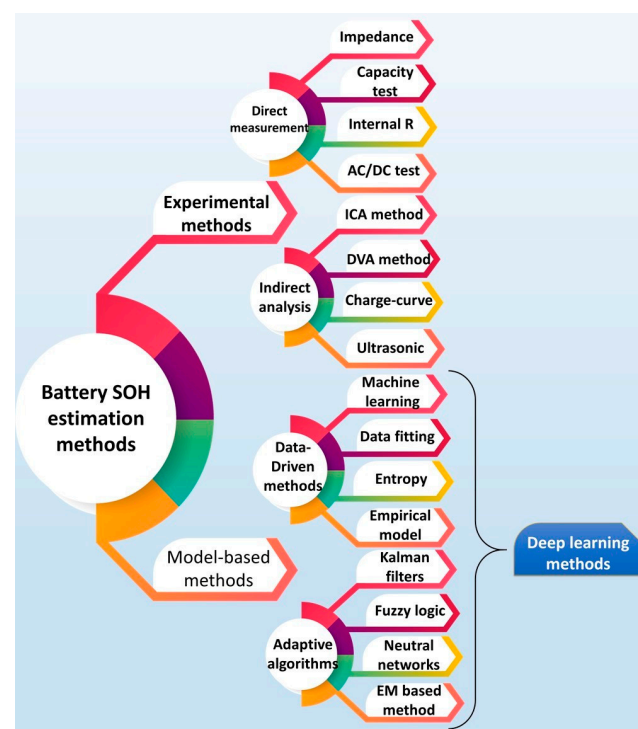 Impedance
Capacity
test
Direct
measurement
Internal R
AC/DC test
Experimental
methods
ICA method
DVA method
Indirect
analysis
Charge-curve
Ultrasonic
Battery SOH
estimation
methods
Machine
learning
Data fitting
Data-
Driven
methods
Entropy
Empirical
model
Deep learning
methods
Model-based
methods
Kalman
filters
Fuzzy logic
Adaptive
algorithms
Neutral
networks
EM based
method